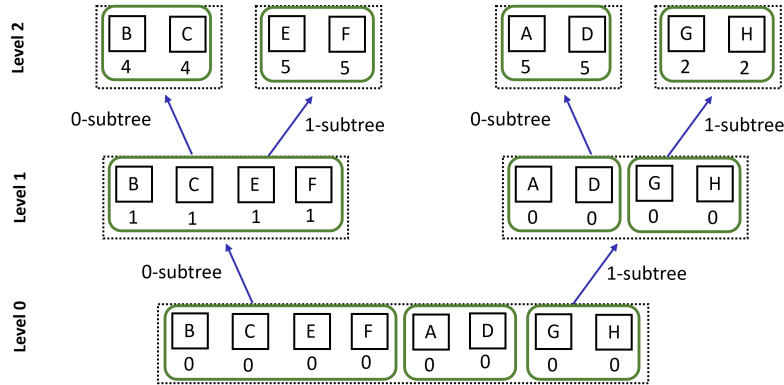 Level 2
B C E F A D G H
4 4 5 5 5 5 2 2
0-subtree 1-subtree 0-subtree 1-subtree
Level 1
B C E F A D G H
1 1 1 1 0 0 0 0
0-subtree 1-subtree
Level 0
B C E F A D G H
0 0 0 0 0 0 0 0